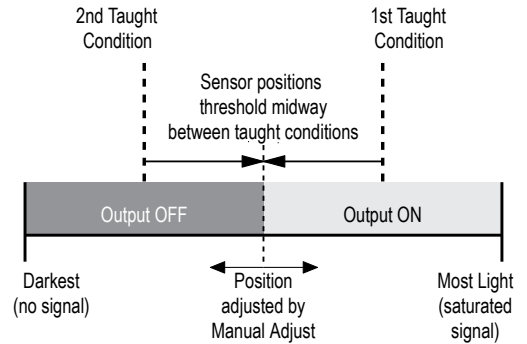 2nd Taught
Condition
1st Taught
Condition
Sensor positions
threshold midway
between taught conditions
Output OFF
Output ON
Darkest
(no signal)
Position
adjusted by
Manual Adjust
Most Light
(saturated
signal)